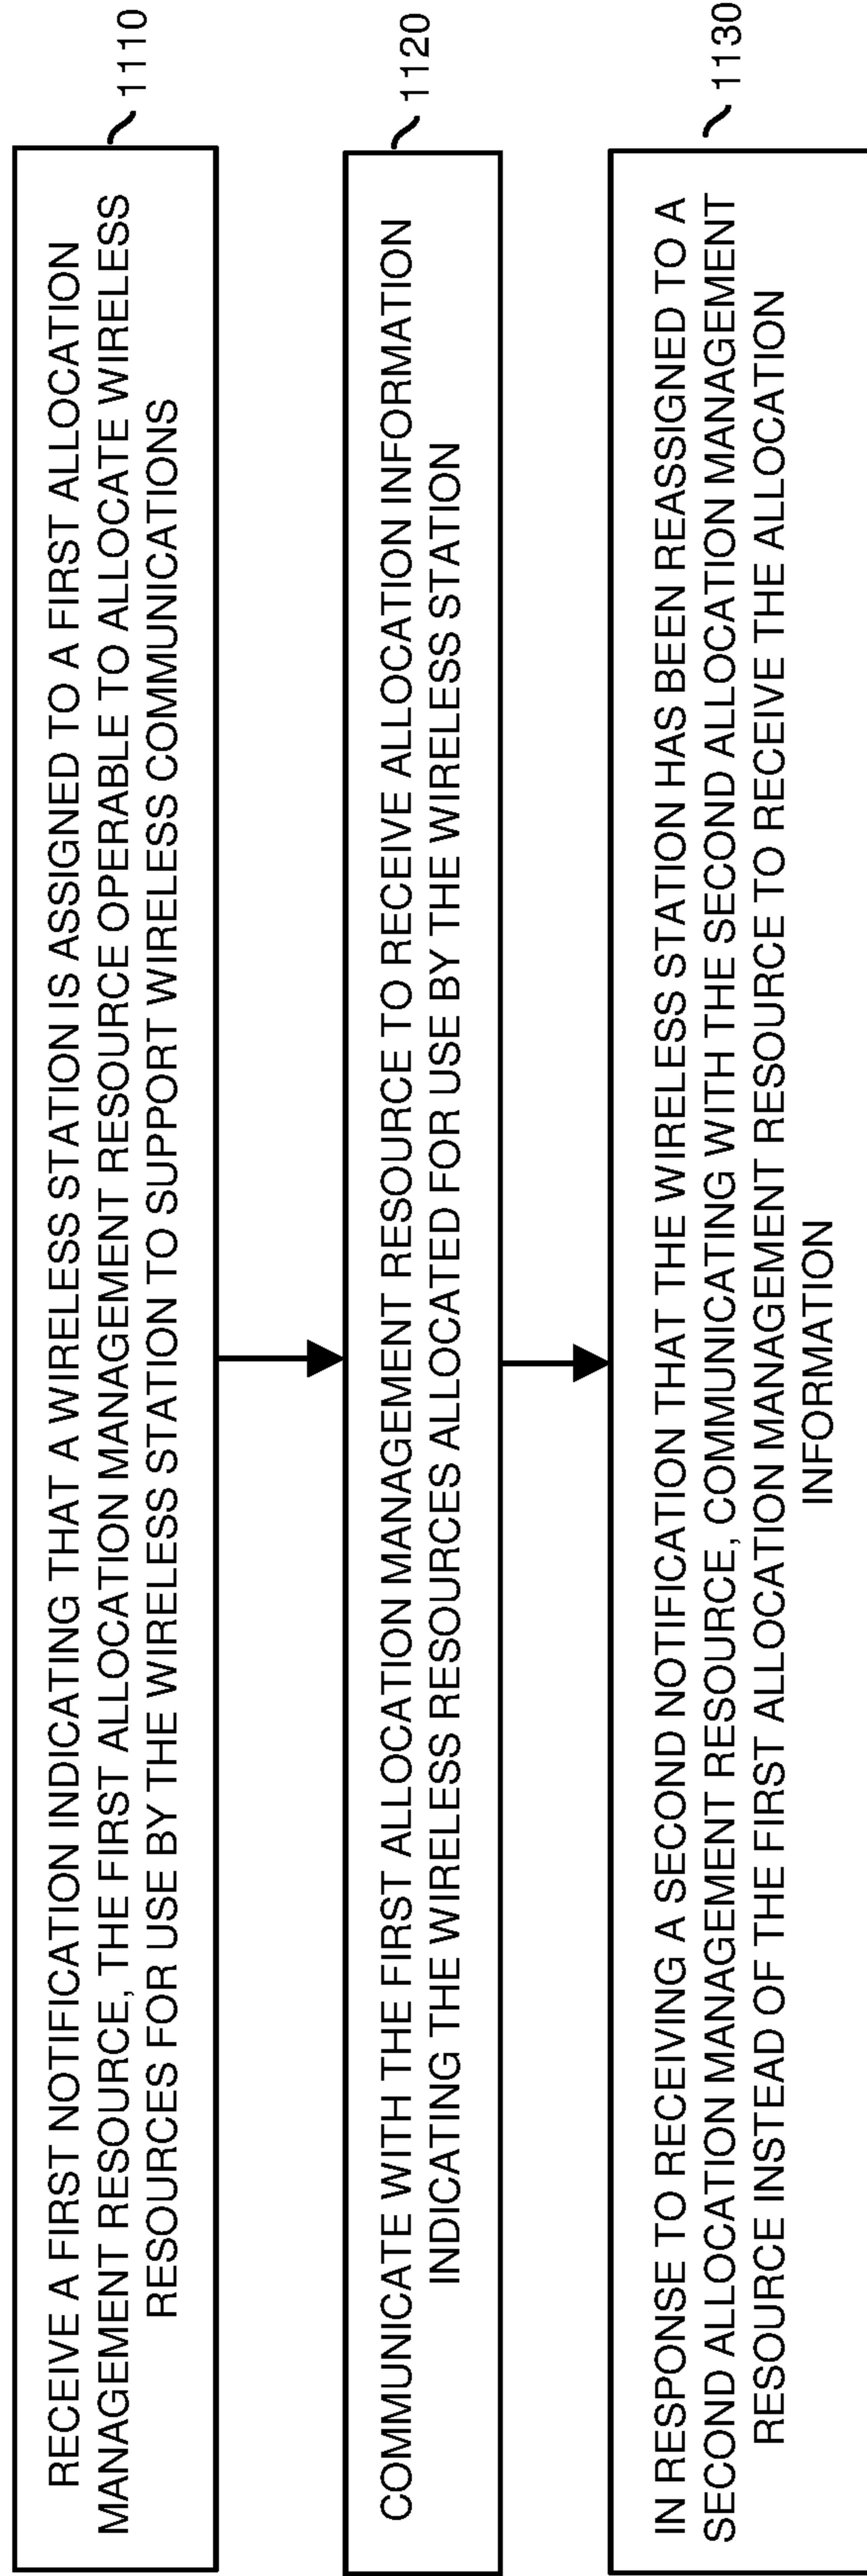 RECEIVE A FIRST NOTIFICATION INDICATING THAT A WIRELESS STATION IS ASSIGNED TO A FIRST ALLOCATION
MANAGEMENT RESOURCE, THE FIRST ALLOCATION MANAGEMENT RESOURCE OPERABLE TO ALLOCATE WIRELESS
RESOURCES FOR USE BY THE WIRELESS STATION TO SUPPORT WIRELESS COMMUNICATIONS
1110
COMMUNICATE WITH THE FIRST ALLOCATION MANAGEMENT RESOURCE TO RECEIVE ALLOCATION INFORMATION
INDICATING THE WIRELESS RESOURCES ALLOCATED FOR USE BY THE WIRELESS STATION
1120
IN RESPONSE TO RECEIVING A SECOND NOTIFICATION THAT THE WIRELESS STATION HAS BEEN REASSIGNED TO A
SECOND ALLOCATION MANAGEMENT RESOURCE, COMMUNICATING WITH THE SECOND ALLOCATION MANAGEMENT
RESOURCE INSTEAD OF THE FIRST ALLOCATION MANAGEMENT RESOURCE TO RECEIVE THE ALLOCATION
INFORMATION
1130